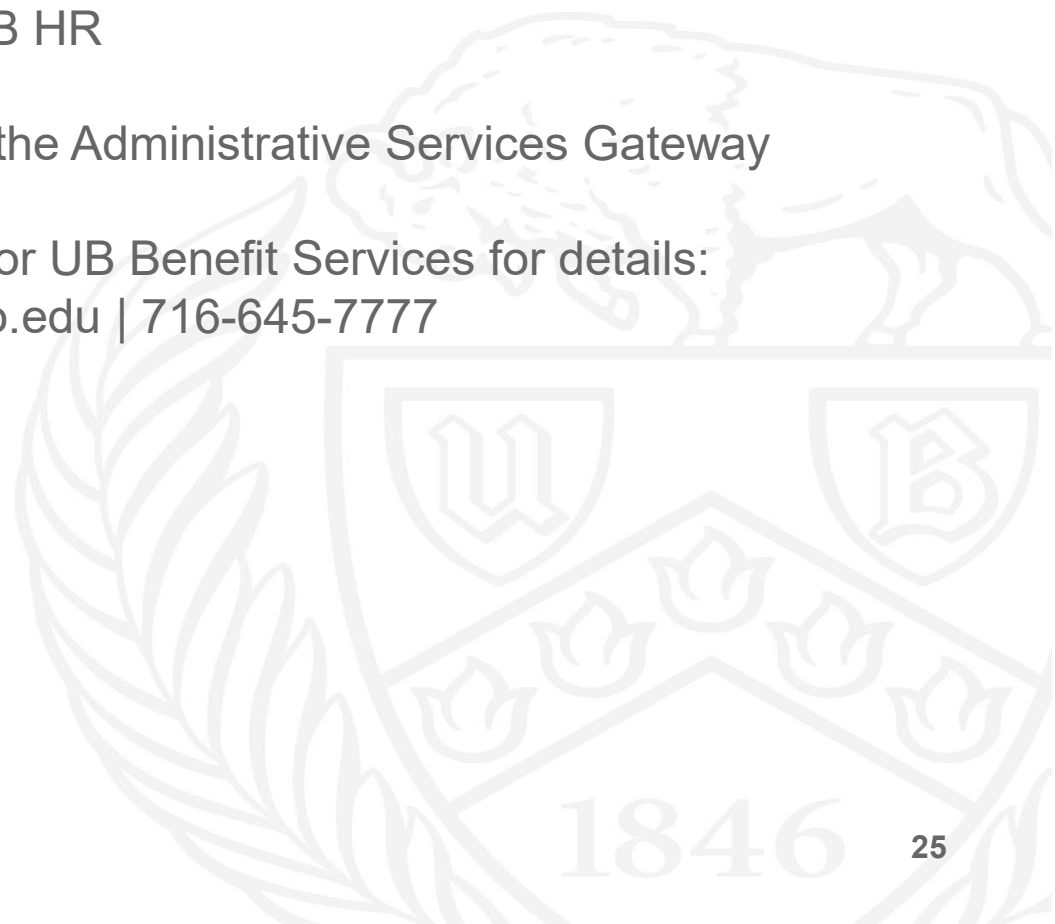 B HR
the Administrative Services Gateway
or UB Benefit Services for details:
.edu | 716-645-7777
U B
1846
25